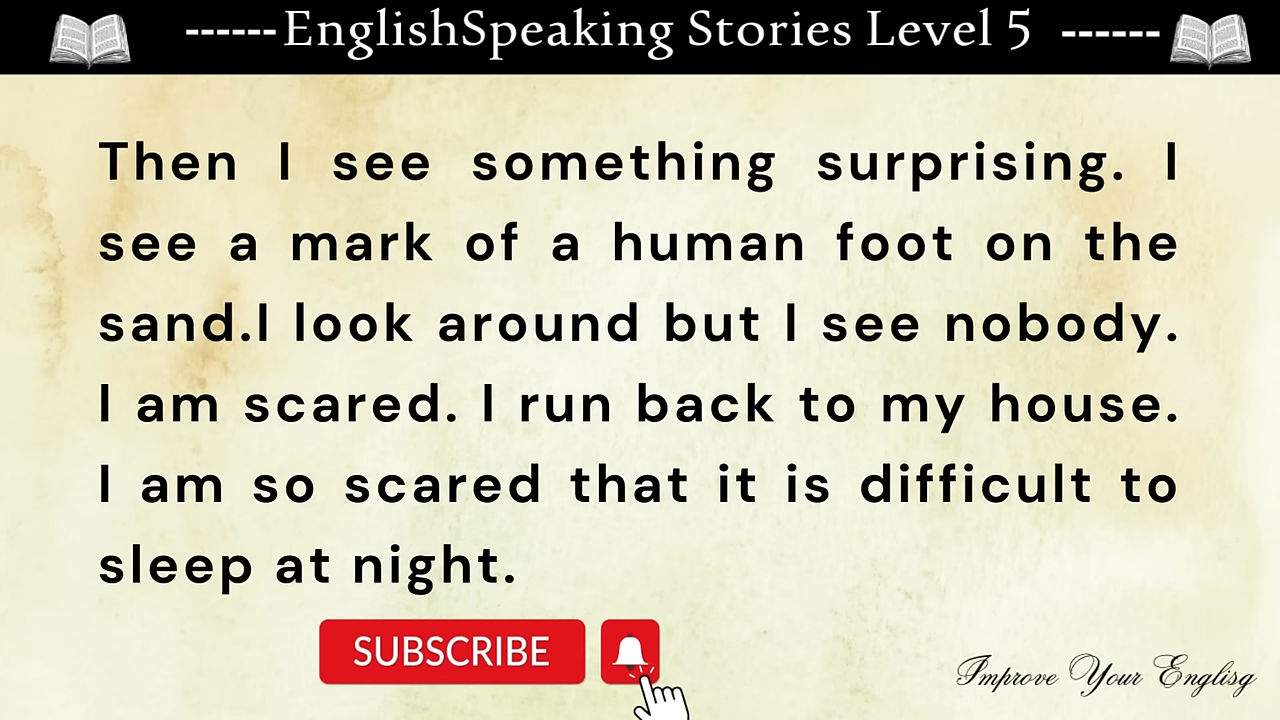 ------EnglishSpeaking Stories Level 5 ------
Then I see something surprising. I
see a mark of a human foot on the
sand.I look around but I see nobody.
I am scared. I run back to my house.
I am so scared that it is difficult to
sleep at night.
SUBSCRIBE
Improve Your Englisg